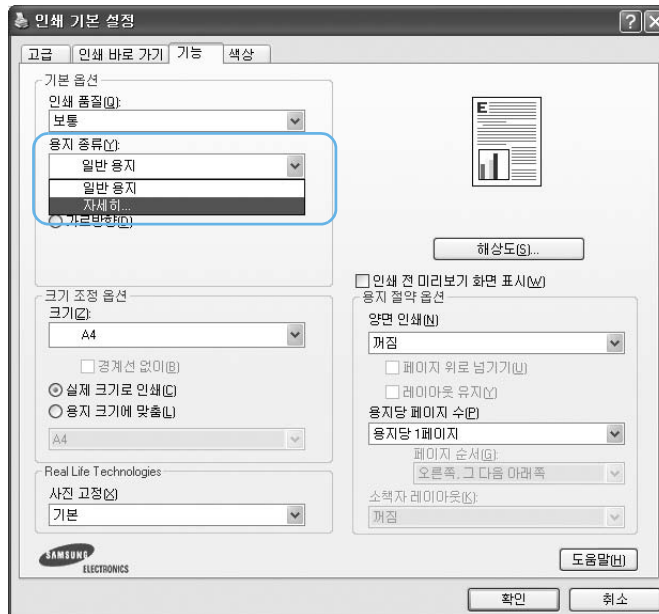 인쇄 기본 설정
고급 인쇄 바로 가기 기능 색상
기본 옵션
인쇄 품질(Q):
보통
용지 종류(Y):
일반 용지
일반 용지
자세히...
가로방향(D)
E
해상도(S)...
인쇄 전 미리보기 화면 표시(W)
크기 조정 옵션
크기(Z):
A4
경계선 없이(B)
실제 크기로 인쇄(C)
용지 크기에 맞춤(L)
A4
용지 절약 옵션
양면 인쇄(N)
꺼짐
페이지 위로 넘기기(U)
레이아웃 유지(Y)
용지당 페이지 수(P)
용지당 1페이지
페이지 순서(G):
오른쪽, 그 다음 아래쪽
소책자 레이아웃(K):
꺼짐
Real Life Technologies
사진 고정(X)
기본
SAMSUNG
ELECTRONICS
도움말(H)
확인 취소